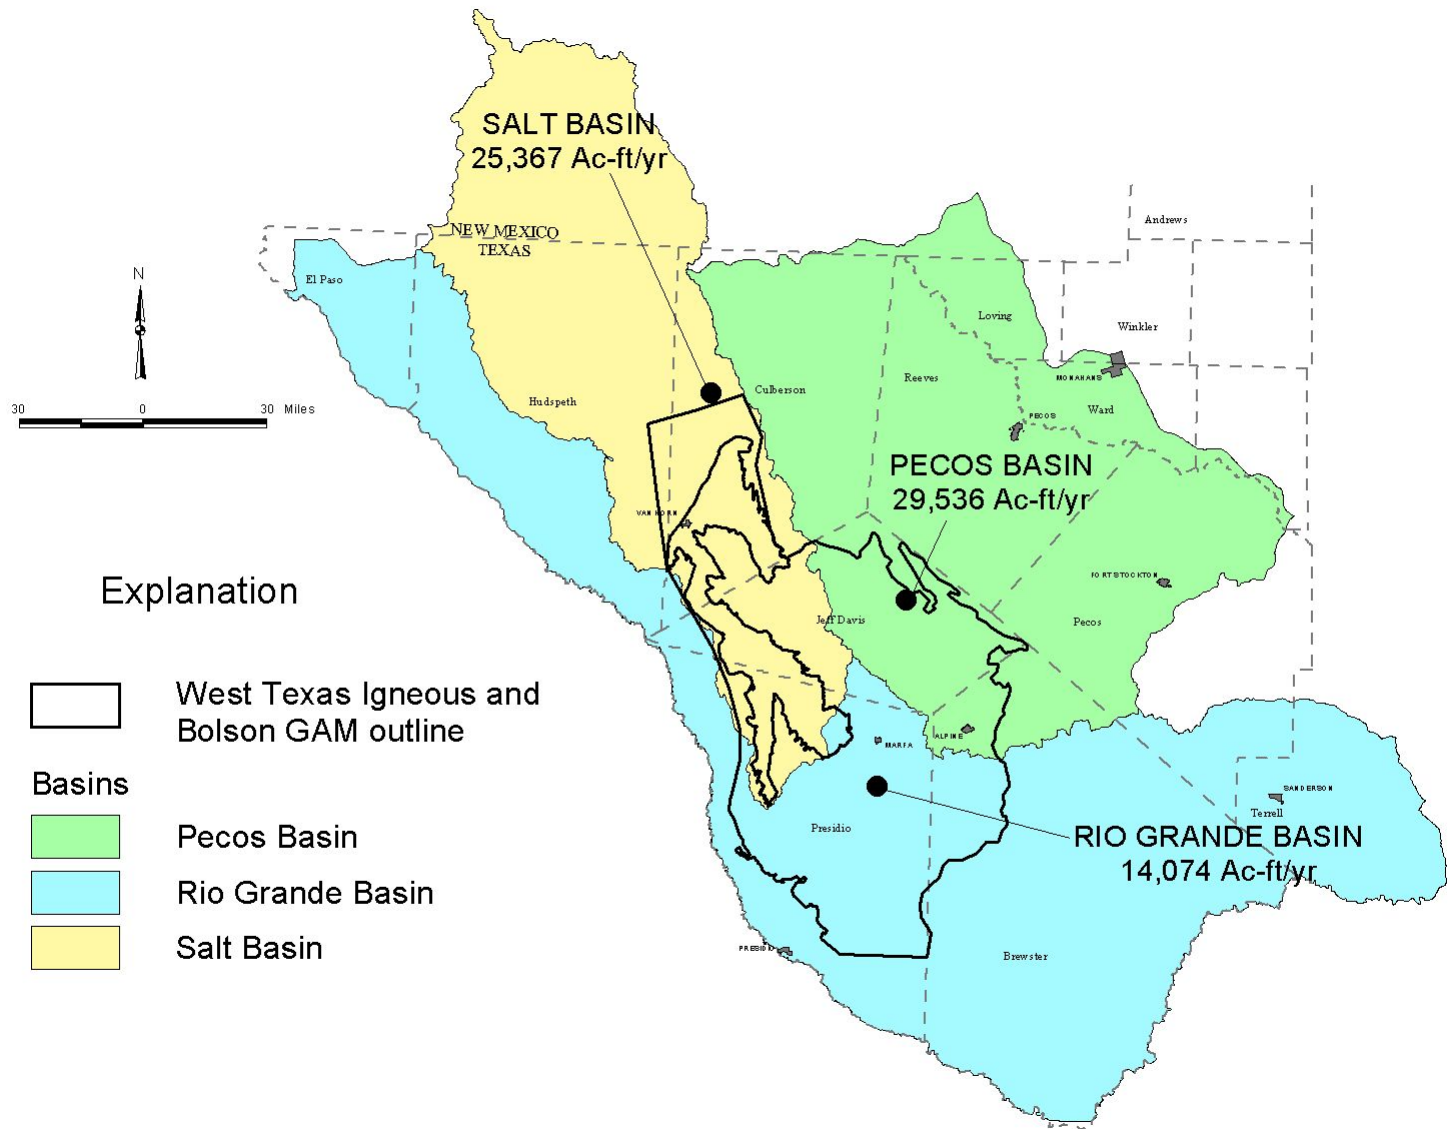 SALT BASIN
25,367 Ac-ft/yr
NEW MEXICO
TEXAS
Andrews
El Paso
N
Loving
Winkler
Hudspeth
Culberson
Reeves
MONAHANS
30 0 30 Miles
PECOS
Ward
PECOS BASIN
29,536 Ac-ft/yr
VAN HORN
FORT STOCKTON
Explanation
Jeff Davis
Pecos
West Texas Igneous and
Bolson GAM outline
ALPINE
MARFA
Basins
SANDERSON
Terrell
Presidio
RIO GRANDE BASIN
14,074 Ac-ft/yr
Pecos Basin
Rio Grande Basin
Salt Basin
PRESIDIO
Brewster